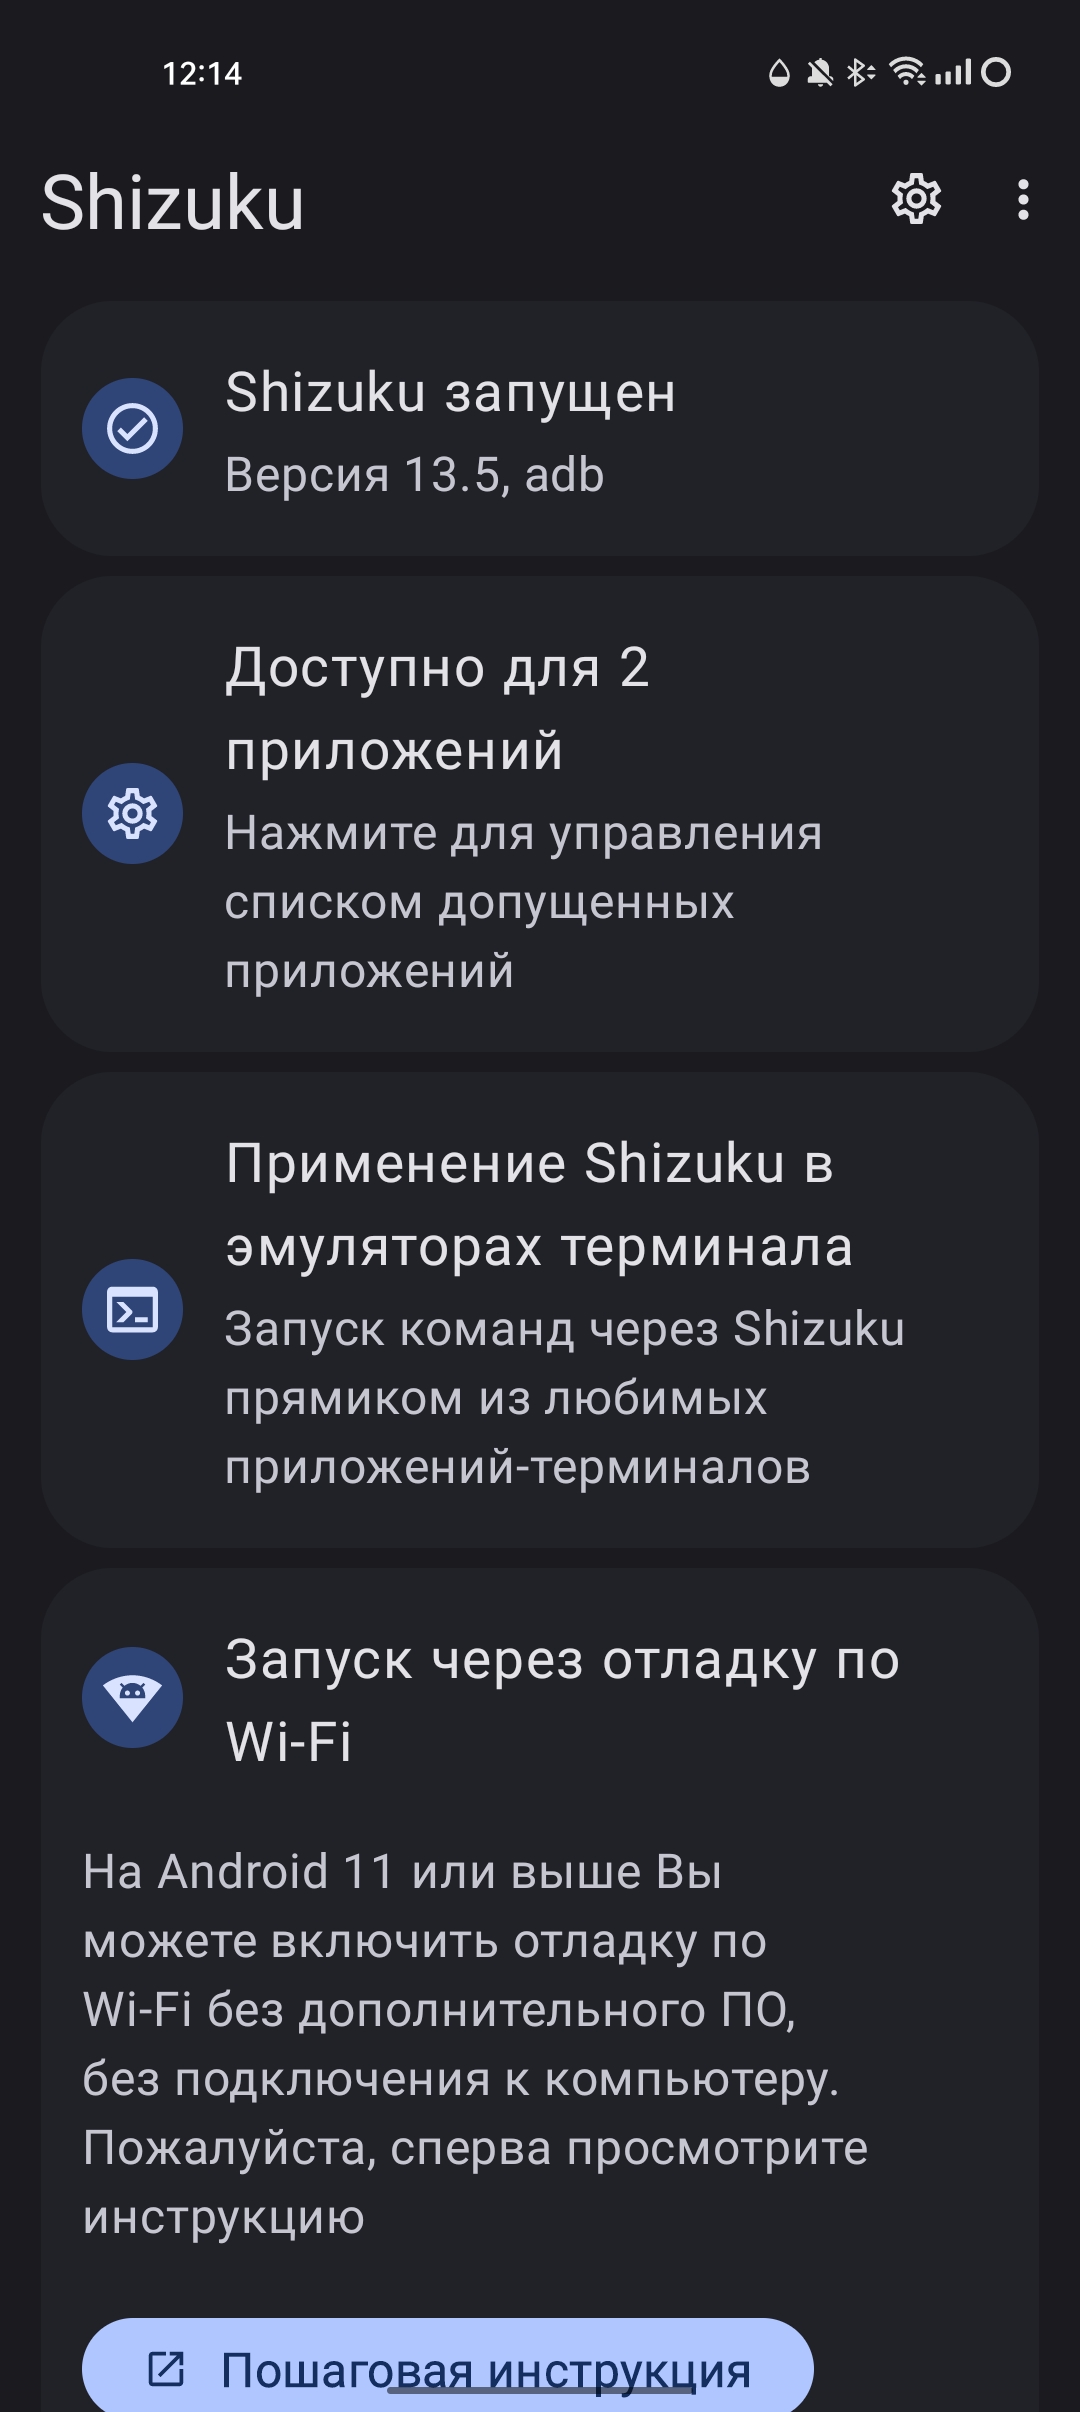 12:14
Shizuku
Shizuku запущен
Версия 13.5, adb
Доступно для 2
приложений
Нажмите для управления
списком допущенных
приложений
Применение Shizuku в
эмуляторах терминала
Запуск команд через Shizuku
прямиком из любимых
приложений-терминалов
Запуск через отладку по
Wi-Fi
На Android 11 или выше Вы
можете включить отладку по
Wi-Fi без дополнительного ПО,
без подключения к компьютеру.
Пожалуйста, сперва просмотрите
инструкцию
Пошаговая инструкция